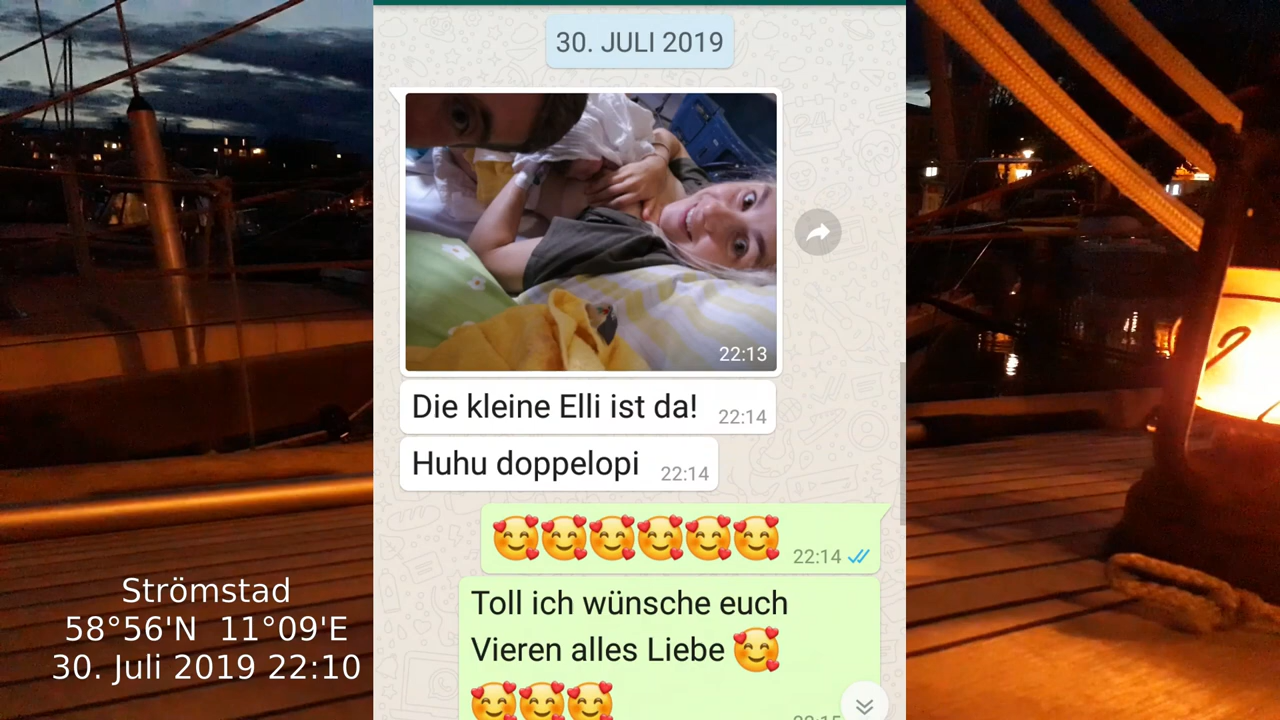 30. JULI 2019
22:13
Die kleine Elli ist da! 22:14
Huhu doppelopi 22:14
🥰🥰🥰🥰🥰🥰 22:14
Toll ich wünsche euch
Vieren alles Liebe 🥰
🥰🥰🥰
Strömstad
58°56'N 11°09'E
30. Juli 2019 22:10